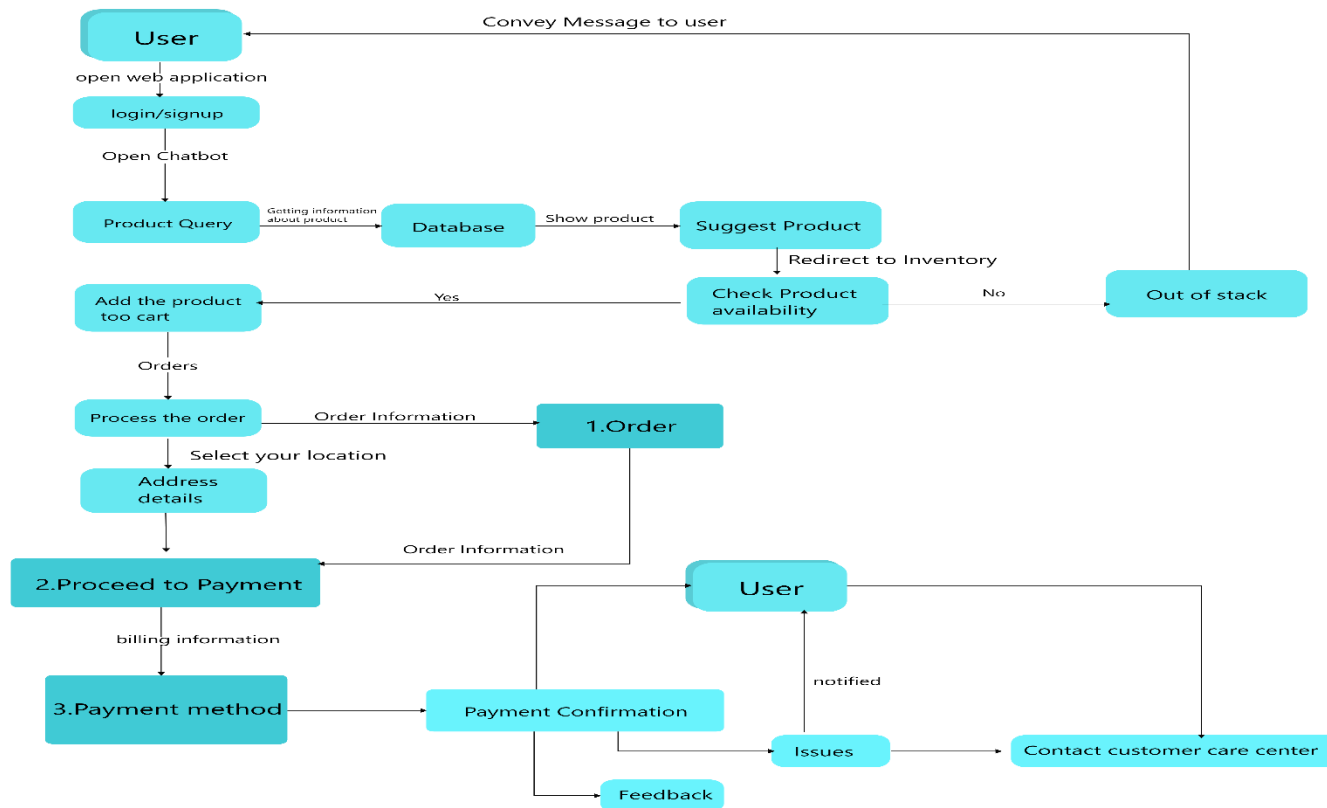 Convey Message to user
User
open web application
login/signup
Open Chatbot
Product Query
Getting information
about product
Database
Show product
Suggest Product
Redirect to Inventory
Add the product
too cart
Yes
Check Product
availability
No
Out of stack
Orders
Process the order
Order Information
1.Order
Select your location
Address
details
Order Information
2.Proceed to Payment
User
billing information
notified
3.Payment method
Payment Confirmation
Issues
Contact customer care center
Feedback